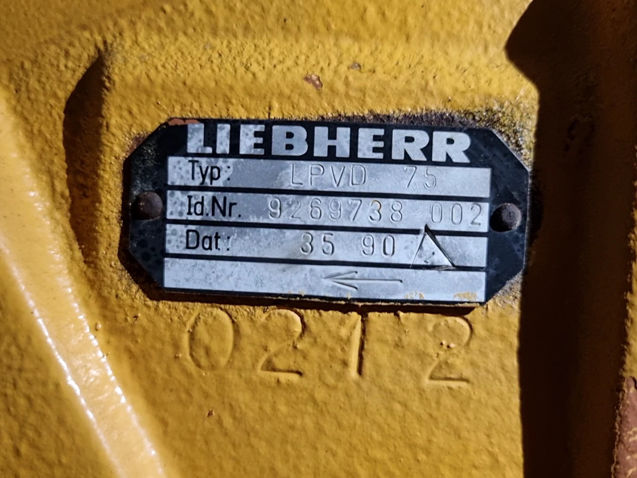 LIEBHERR
Typ: LPVD 75
Id.Nr. 9269738 002
Dat: 35 90
0212